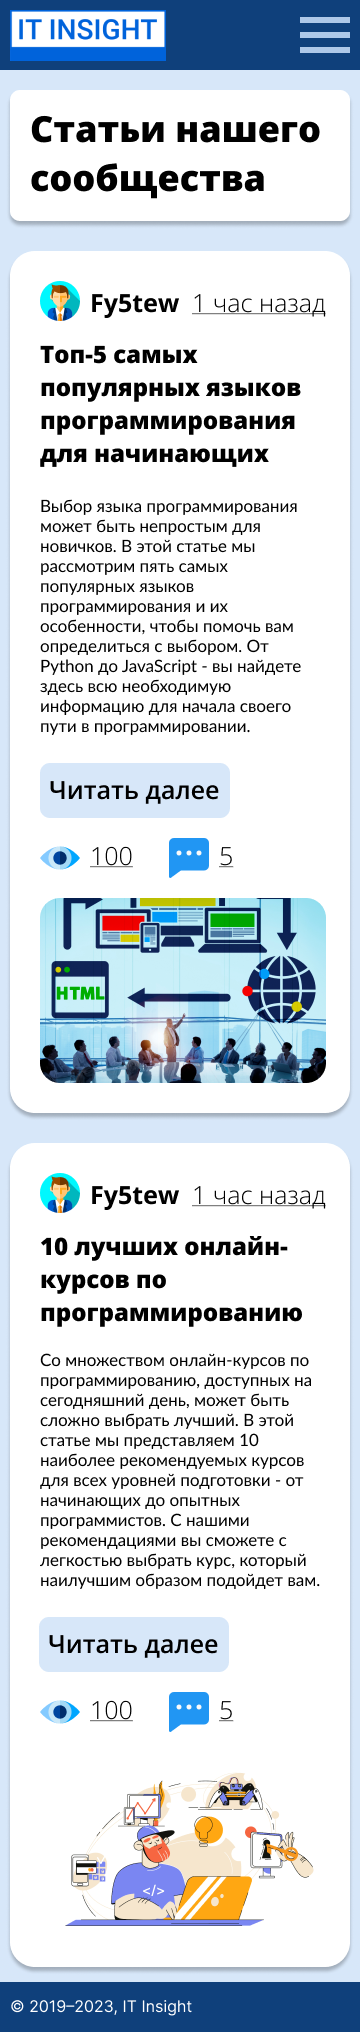 IT INSIGHT
Статьи нашего
сообщества
Fy5tew 1 час назад
Топ-5 самых
популярных языков
программирования
для начинающих
Выбор языка программирования
может быть непростым для
новичков. В этой статье мы
рассмотрим пять самых
популярных языков
программирования и их
особенности, чтобы помочь вам
определиться с выбором. От
Python до JavaScript - вы найдете
здесь всю необходимую
информацию для начала своего
пути в программировании.
Читать далее
100 5
HTML
Fy5tew 1 час назад
10 лучших онлайн-
курсов по
программированию
Со множеством онлайн-курсов по
программированию, доступных на
сегодняшний день, может быть
сложно выбрать лучший. В этой
статье мы представляем 10
наиболее рекомендуемых курсов
для всех уровней подготовки - от
начинающих до опытных
программистов. С нашими
рекомендациями вы сможете с
легкостью выбрать курс, который
наилучшим образом подойдет вам.
Читать далее
100 5
</>
© 2019–2023, IT Insight